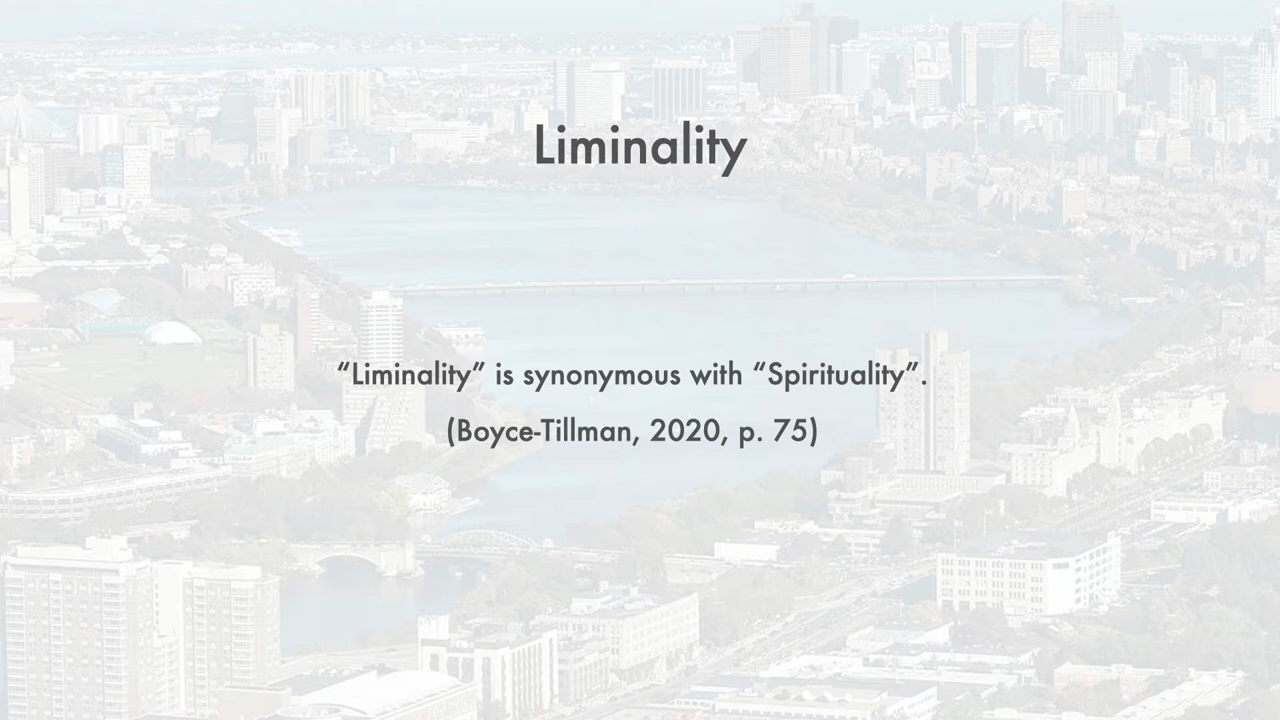 Liminality
“Liminality” is synonymous with “Spirituality”.
(Boyce-Tillman, 2020, p. 75)